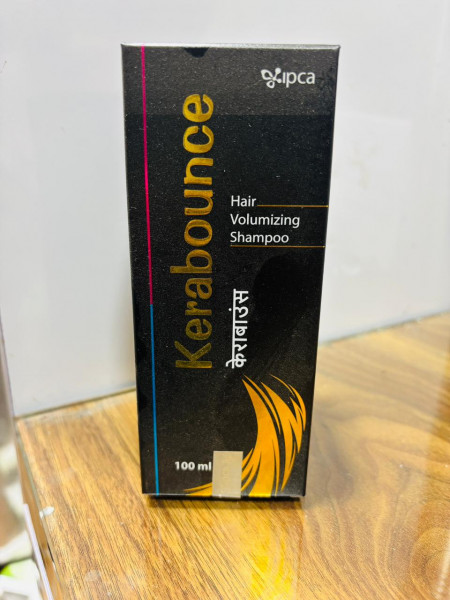 ipca
Kerabounce
Hair
Volumizing
Shampoo
केराबाउंस
100 ml